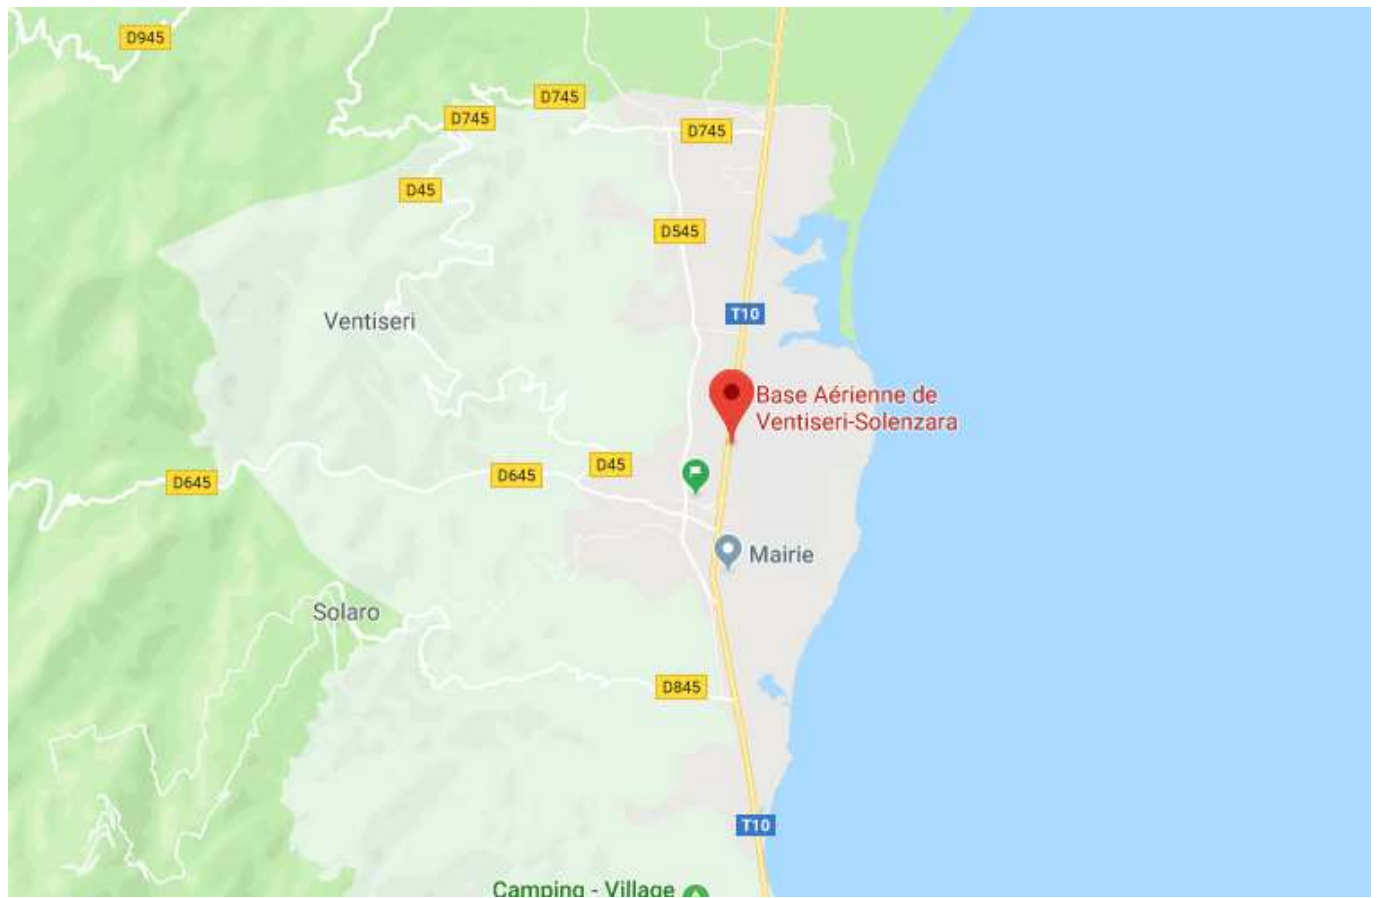 D945
D745
D745
D745
D45
D545
T10
Ventiseri
Base Aérienne de
Ventiseri-Solenzara
D45
D645
D645
Mairie
Solaro
D845
T10
Camping - Village